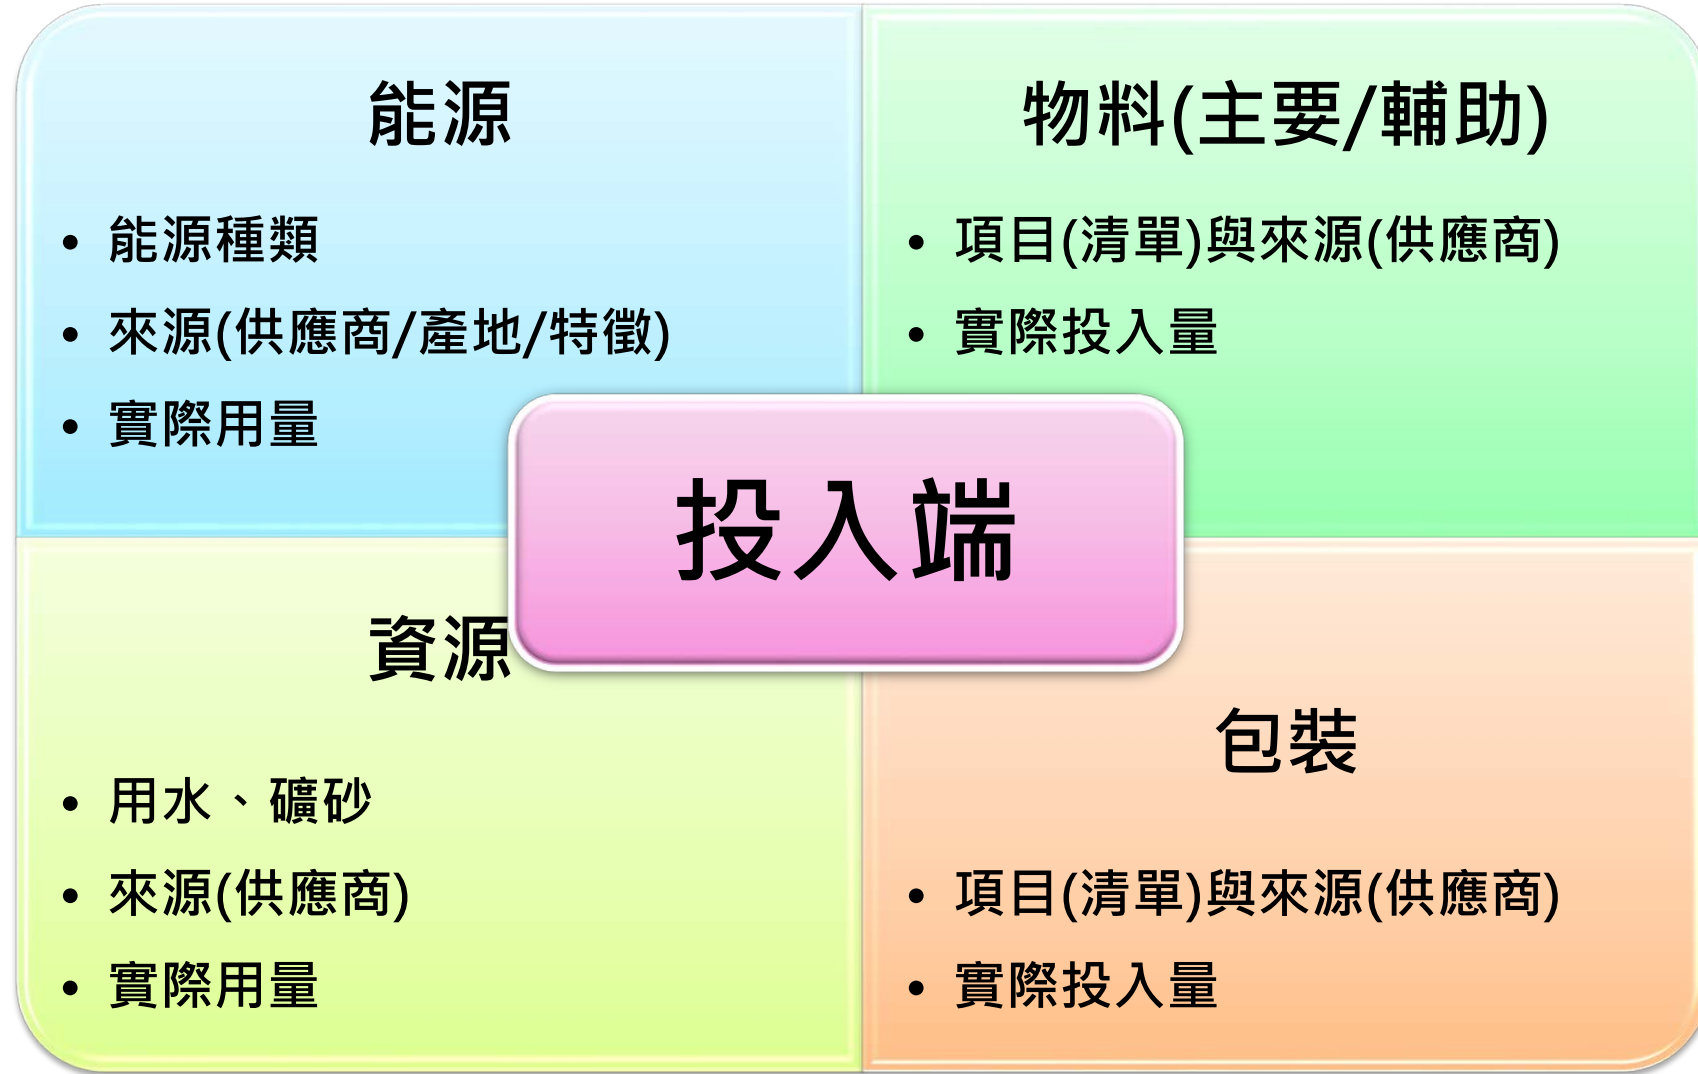 能源
• 能源種類
• 來源(供應商/產地/特徵)
• 實際用量
物料(主要/輔助)
• 項目(清單)與來源(供應商)
• 實際投入量
投入端
資源
• 用水、礦砂
• 來源(供應商)
• 實際用量
包裝
• 項目(清單)與來源(供應商)
• 實際投入量